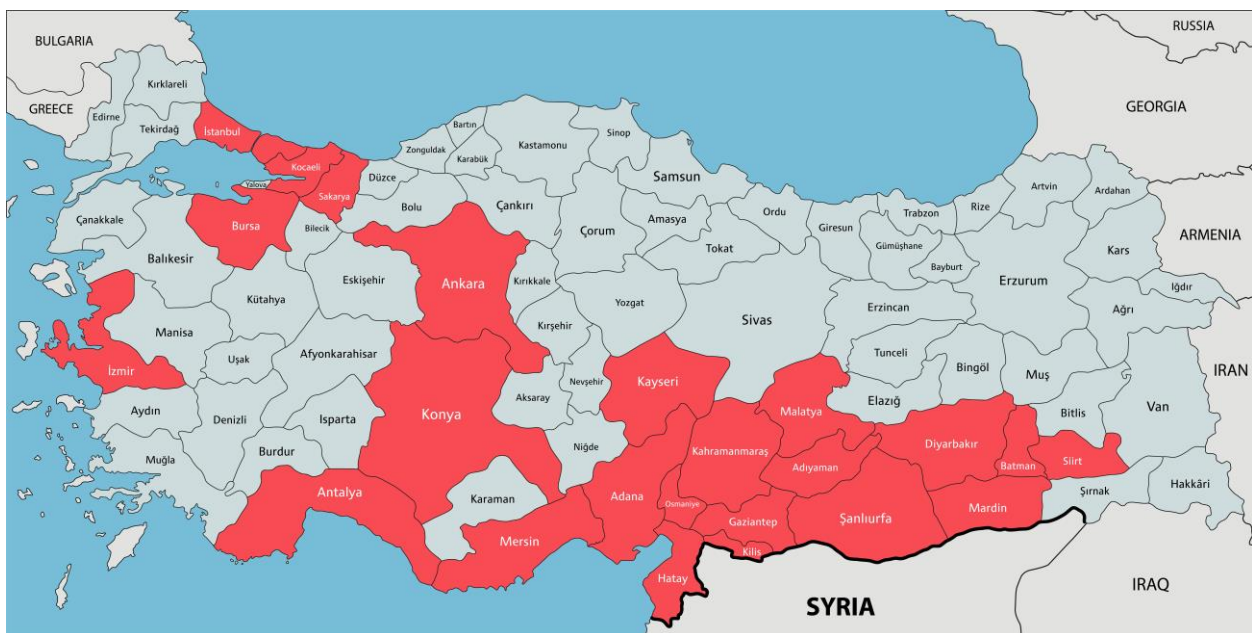 BULGARIA
RUSSIA
GREECE
GEORGIA
ARMENIA
IRAN
IRAQ
SYRIA
Kırklareli
Edirne
Tekirdağ
İstanbul
Kocaeli
Yalova
Sakarya
Düzce
Zonguldak
Bartın
Karabük
Kastamonu
Sinop
Samsun
Bolu
Çankırı
Çorum
Amasya
Ordu
Tokat
Giresun
Trabzon
Gümüşhane
Bayburt
Rize
Artvin
Ardahan
Kars
Iğdır
Ağrı
Erzurum
Erzincan
Çanakkale
Balıkesir
Bursa
Bilecik
Eskişehir
Kütahya
Ankara
Kırıkkale
Kırşehir
Yozgat
Sivas
Tunceli
Bingöl
Muş
Elazığ
Bitlis
Van
Manisa
İzmir
Uşak
Afyonkarahisar
Konya
Aksaray
Nevşehir
Kayseri
Malatya
Diyarbakır
Batman
Siirt
Şırnak
Hakkâri
Aydın
Denizli
Isparta
Burdur
Muğla
Antalya
Karaman
Niğde
Mersin
Adana
Kahramanmaraş
Adıyaman
Osmaniye
Gaziantep
Kilis
Şanlıurfa
Mardin
Hatay